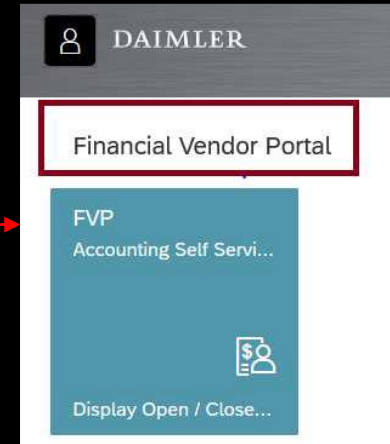 DAIMLER
Financial Vendor Portal
FVP
Accounting Self Servi...
$
Display Open / Close...